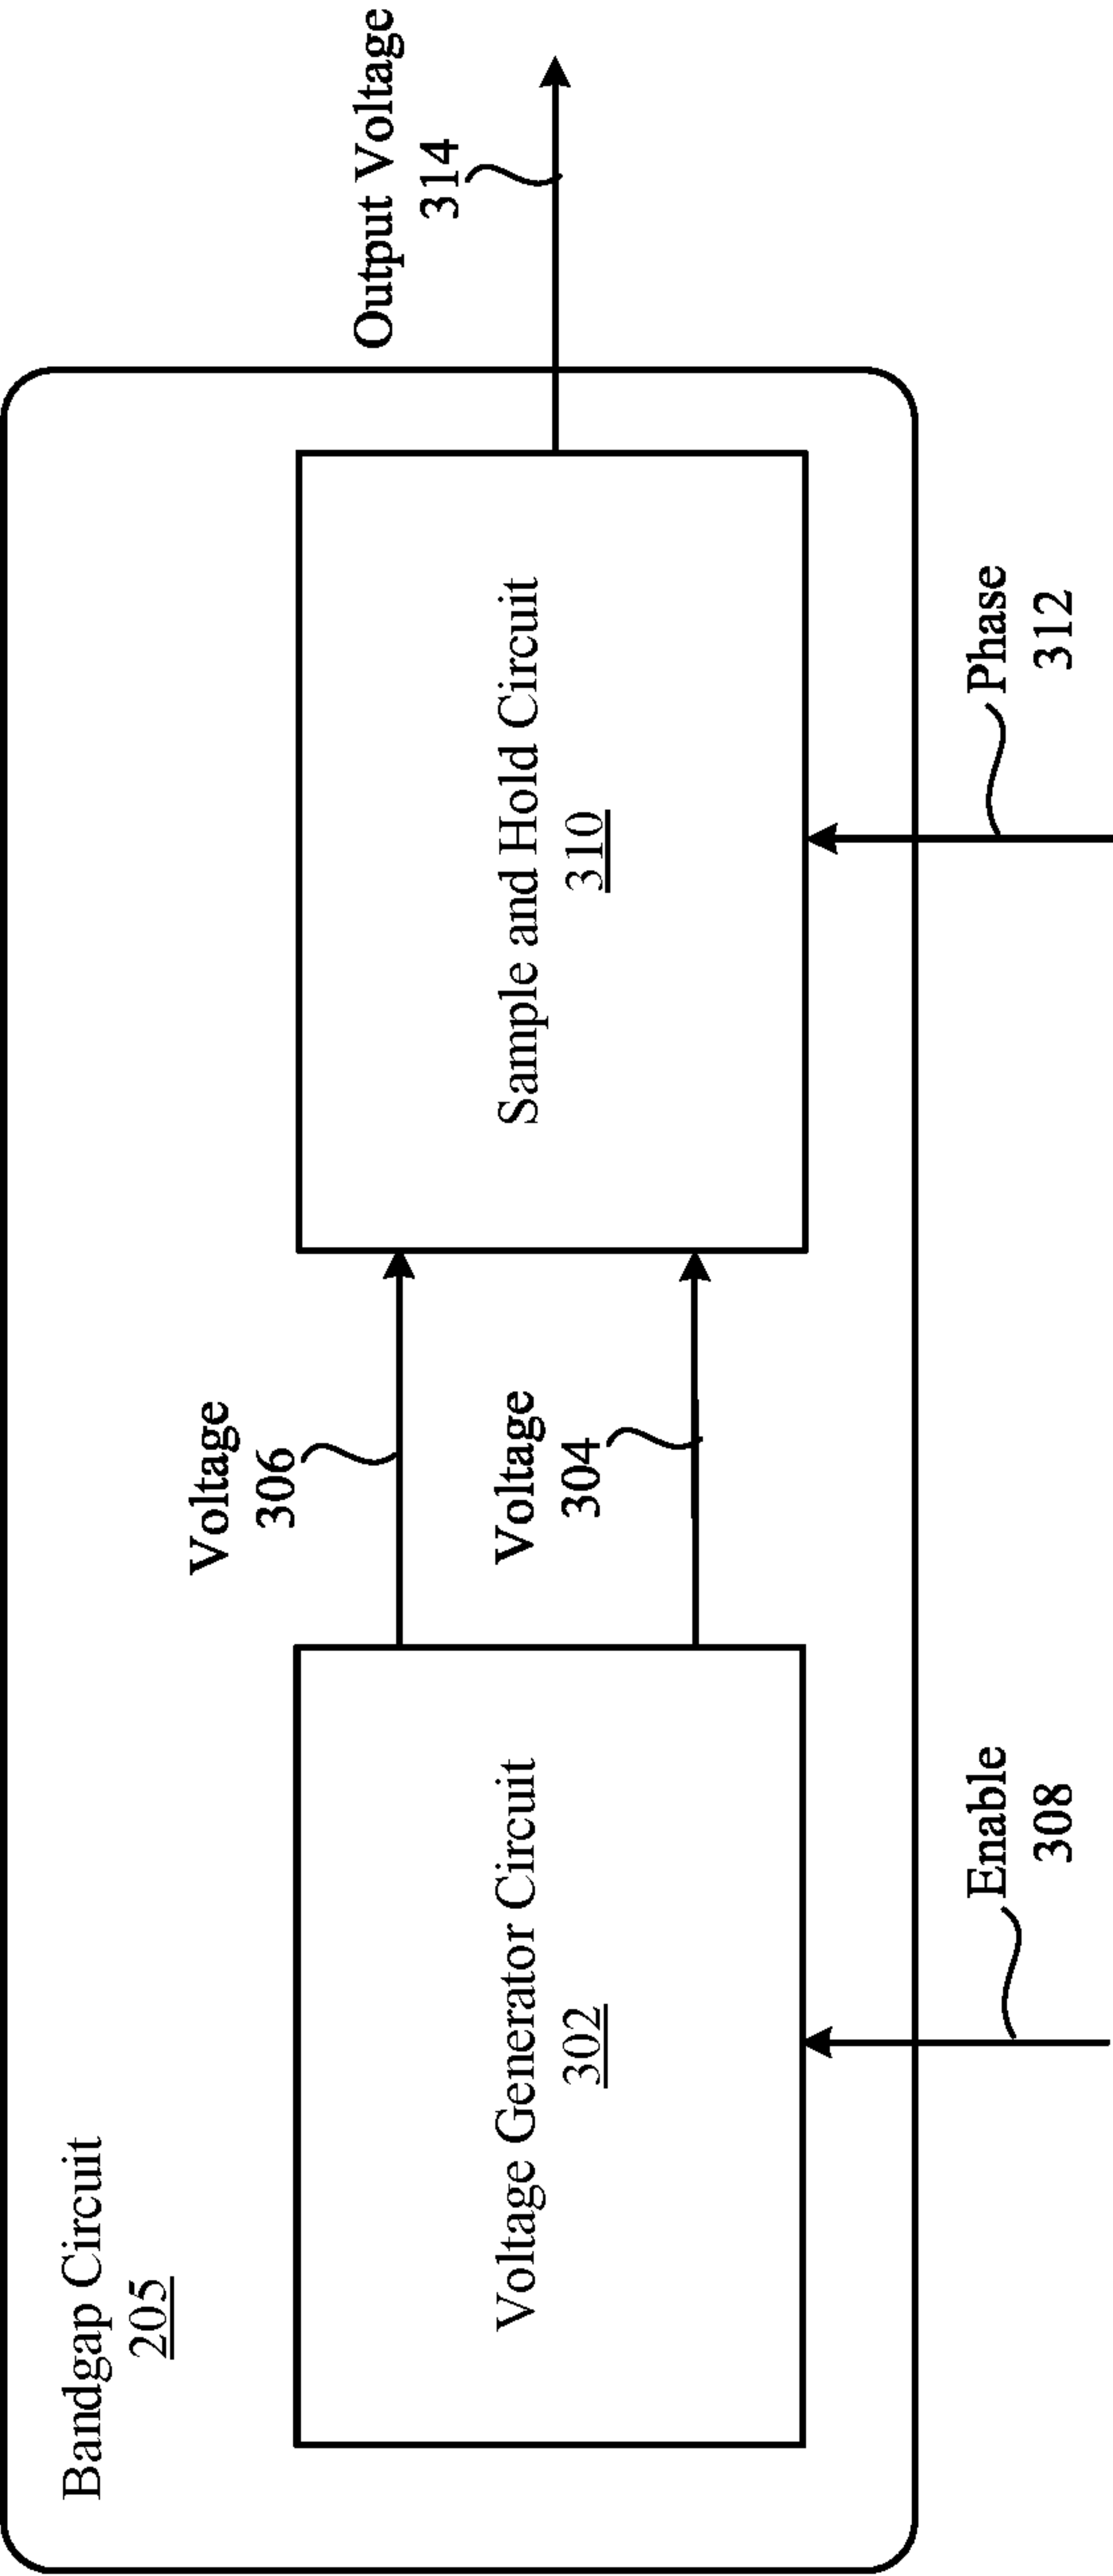 Bandgap Circuit
205
Voltage Generator Circuit
302
Voltage
306
Voltage
304
Sample and Hold Circuit
310
Output Voltage
314
Enable
308
Phase
312